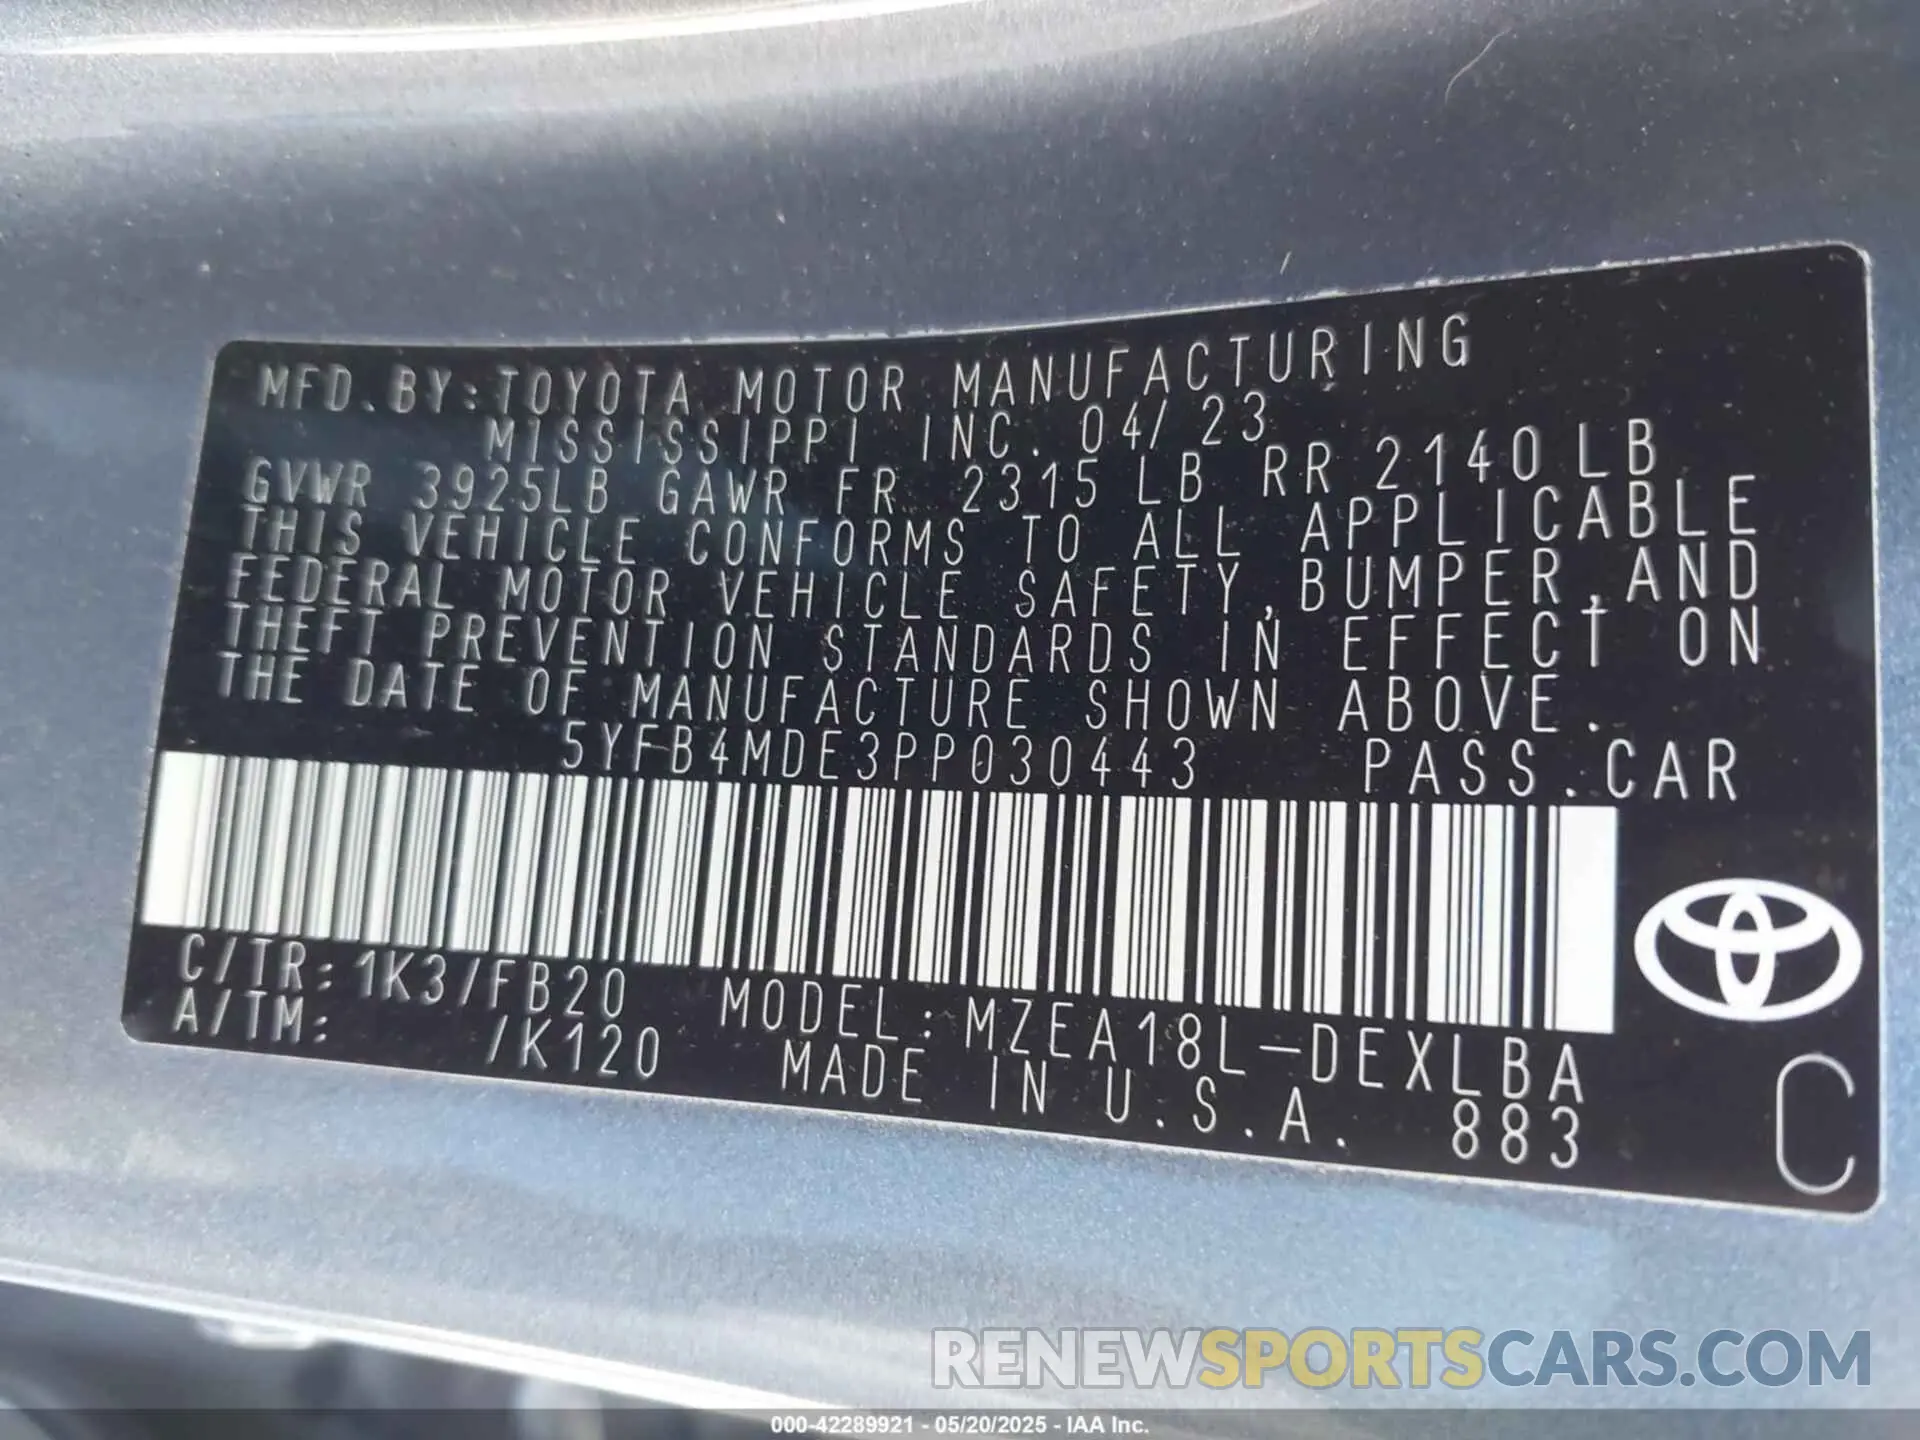 MFD. BY: TOYOTA MOTOR MANUFACTURING
MISSISSIPPI INC. 04/23
GVWR 3925LB GAWR FR 2315LB RR 2140LB
THIS VEHICLE CONFORMS TO ALL APPLICABLE
FEDERAL MOTOR VEHICLE SAFETY, BUMPER, AND
THEFT PREVENTION STANDARDS IN EFFECT ON
THE DATE OF MANUFACTURE SHOWN ABOVE.
5YFB4MDE3PP030443 PASS. CAR
C/TR: 1K3/FB20 MODEL: MZEA18L-DEXLBA
A/TM: /K120 MADE IN U.S.A. 883
C
RENEWSPORTSCARS.COM
000-42289921 - 05/20/2025 - IAA Inc.